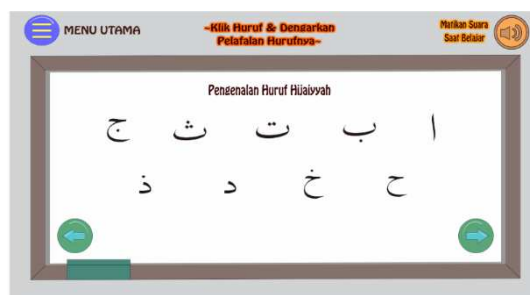 MENU UTAMA
~Klik Huruf & Dengarkan
Pelafalan Hurufnya~
Matikan Suara
Saat Belajar
Pengenalan Huruf Hijaiyyah
ا ب ت ث ج
ح خ د ذ